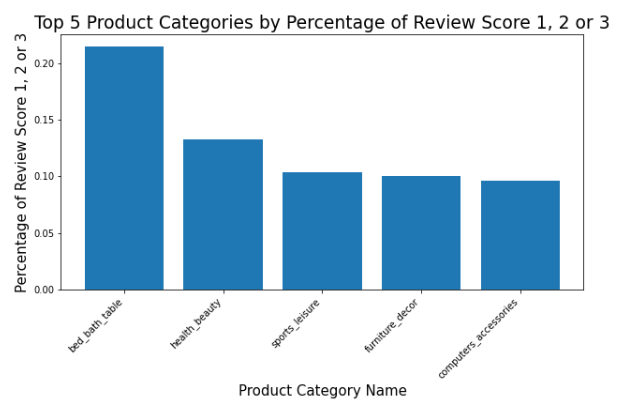 Top 5 Product Categories by Percentage of Review Score 1, 2 or 3
Percentage of Review Score 1, 2 or 3
0.20
0.15
0.10
0.05
0.00
bed_bath_table
health_beauty
sports_leisure
furniture_decor
computers_accessories
Product Category Name